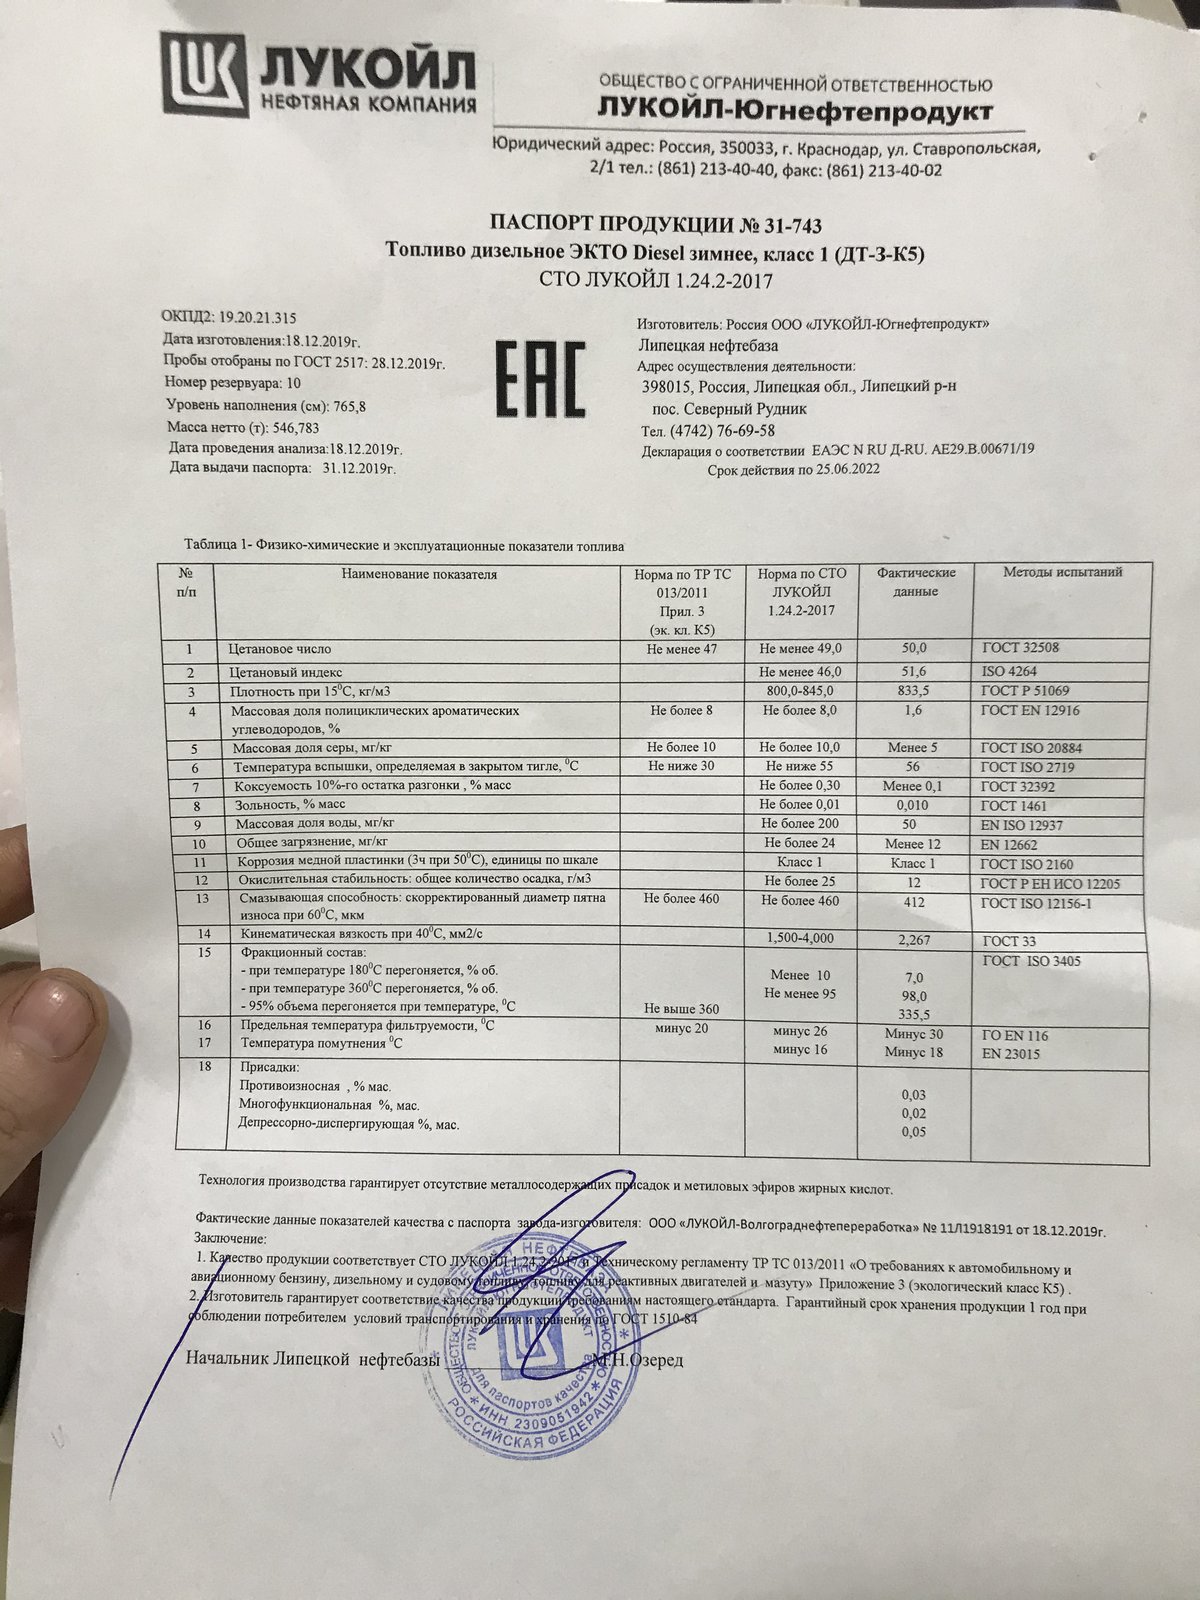 ЛУКОЙЛ
НЕФТЯНАЯ КОМПАНИЯ
ОБЩЕСТВО С ОГРАНИЧЕННОЙ ОТВЕТСТВЕННОСТЬЮ
ЛУКОЙЛ-Югнефтепродукт
Юридический адрес: Россия, 350033, г. Краснодар, ул. Ставропольская,
2/1 тел.: (861) 213-40-40, факс: (861) 213-40-02
ПАСПОРТ ПРОДУКЦИИ № 31-743
Топливо дизельное ЭКТО Diesel зимнее, класс 1 (ДТ-З-К5)
СТО ЛУКОЙЛ 1.24.2-2017
ОКПД2: 19.20.21.315
Дата изготовления:18.12.2019г.
Пробы отобраны по ГОСТ 2517: 28.12.2019г.
Номер резервуара: 10
Уровень наполнения (см): 765,8
Масса нетто (т): 546,783
Дата проведения анализа:18.12.2019г.
Дата выдачи паспорта: 31.12.2019г.
EAC
Изготовитель: Россия ООО «ЛУКОЙЛ-Югнефтепродукт»
Липецкая нефтебаза
Адрес осуществления деятельности:
398015, Россия, Липецкая обл., Липецкий р-н
пос. Северный Рудник
Тел. (4742) 76-69-58
Декларация о соответствии ЕАЭС N RU Д-RU. АЕ29.В.00671/19
Срок действия по 25.06.2022
Таблица 1- Физико-химические и эксплуатационные показатели топлива
№ п/п Наименование показателя Норма по ТР ТС 013/2011 Прил. 3 (эк. кл. К5) Норма по СТО ЛУКОЙЛ 1.24.2-2017 Фактические данные Методы испытаний
1 Цетановое число Не менее 47 Не менее 49,0 50,0 ГОСТ 32508
2 Цетановый индекс Не менее 46,0 51,6 ISO 4264
3 Плотность при 15⁰С, кг/м3 800,0-845,0 833,5 ГОСТ Р 51069
4 Массовая доля полициклических ароматических Не более 8 Не более 8,0 1,6 ГОСТ EN 12916
углеводородов, %
5 Массовая доля серы, мг/кг Не более 10 Не более 10,0 Менее 5 ГОСТ ISO 20884
6 Температура вспышки, определяемая в закрытом тигле, ⁰С Не ниже 30 Не ниже 55 56 ГОСТ ISO 2719
7 Коксуемость 10%-го остатка разгонки , % масс Не более 0,30 Менее 0,1 ГОСТ 32392
8 Зольность, % масс Не более 0,01 0,010 ГОСТ 1461
9 Массовая доля воды, мг/кг Не более 200 50 EN ISO 12937
10 Общее загрязнение, мг/кг Не более 24 Менее 12 EN 12662
11 Коррозия медной пластинки (3ч при 50⁰С), единицы по шкале Класс 1 Класс 1 ГОСТ ISO 2160
12 Окислительная стабильность: общее количество осадка, г/м3 Не более 25 12 ГОСТ Р ЕН ИСО 12205
13 Смазывающая способность: скорректированный диаметр пятна Не более 460 Не более 460 412 ГОСТ ISO 12156-1
износа при 60⁰С, мкм
14 Кинематическая вязкость при 40⁰С, мм2/с 1,500-4,000 2,267 ГОСТ 33
15 Фракционный состав: ГОСТ ISO 3405
- при температуре 180⁰С перегоняется, % об. Менее 10 7,0
- при температуре 360⁰С перегоняется, % об. Не менее 95 98,0
- 95% объема перегоняется при температуре, ⁰С Не выше 360 335,5
16 Предельная температура фильтруемости, ⁰С минус 20 минус 26 Минус 30 ГО EN 116
17 Температура помутнения ⁰С минус 16 Минус 18 EN 23015
18 Присадки:
Противоизносная , % мас. 0,03
Многофункциональная %, мас. 0,02
Депрессорно-диспергирующая %, мас. 0,05
Технология производства гарантирует отсутствие металлосодержащих присадок и метиловых эфиров жирных кислот.
Фактические данные показателей качества с паспорта завода-изготовителя: ООО «ЛУКОЙЛ-Волгограднефтепереработка» № 11Л1918191 от 18.12.2019г.
Заключение:
1. Качество продукции соответствует СТО ЛУКОЙЛ 1.24.2-2017 и Техническому регламенту ТР ТС 013/2011 «О требованиях к автомобильному и
авиационному бензину, дизельному и судовому топливу, топливу для реактивных двигателей и мазуту» Приложение 3 (экологический класс К5) .
2. Изготовитель гарантирует соответствие качества продукции требованиям настоящего стандарта. Гарантийный срок хранения продукции 1 год при
соблюдении потребителем условий транспортирования и хранения по ГОСТ 1510-84
Начальник Липецкой нефтебазы М.Н.Озеред
для паспортов качества
ИНН 2309051942
РОССИЙСКАЯ ФЕДЕРАЦИЯ